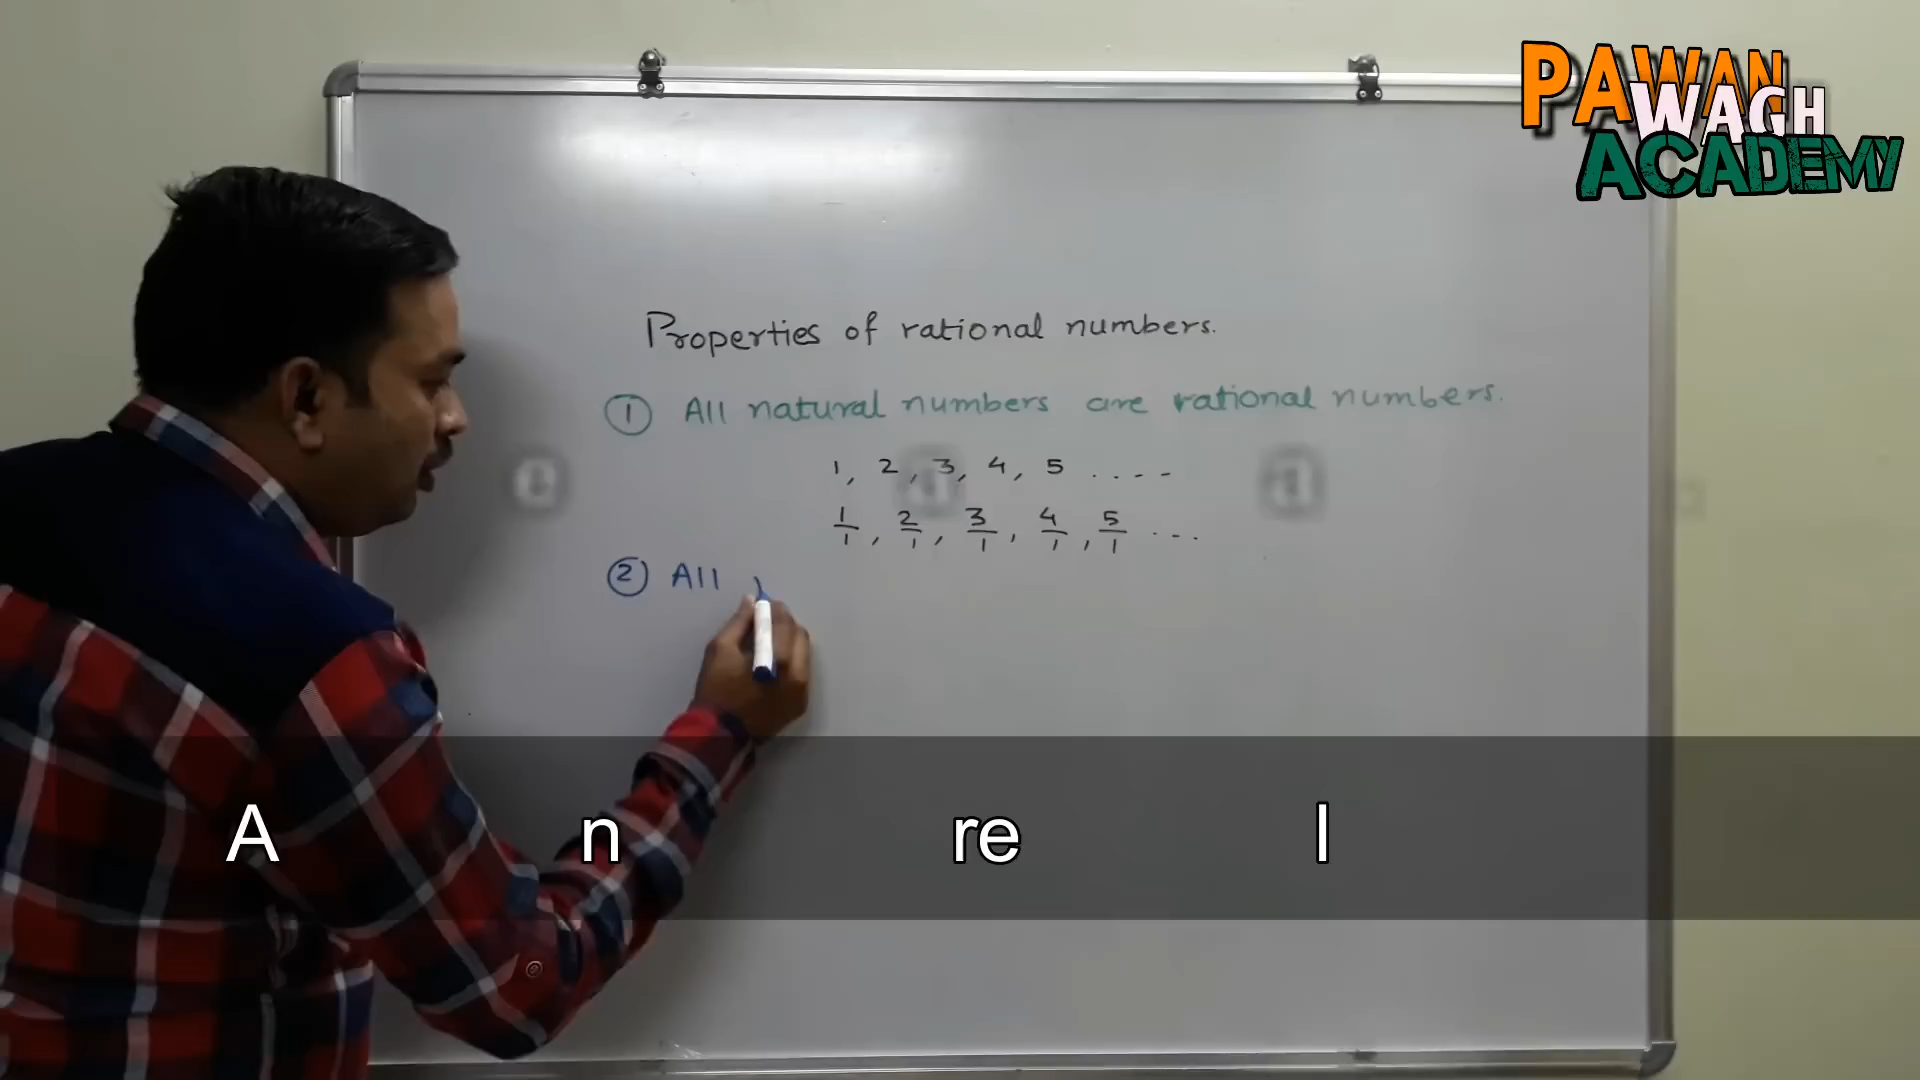 PAWAN
WAGH
ACADEMY
Properties of rational numbers.
① All natural numbers are rational numbers.
1, 2, 3, 4, 5 .....
1/1, 2/1, 3/1, 4/1, 5/1 ...
② All
A n re l